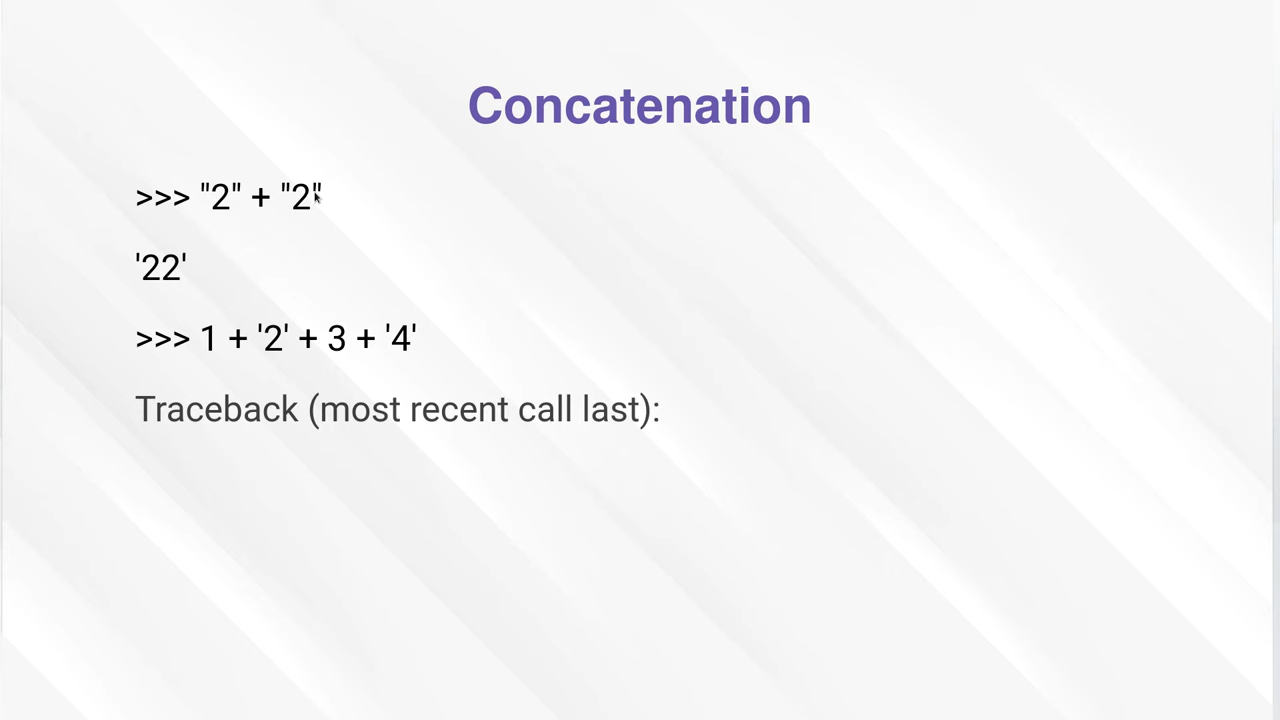 Concatenation
>>> "2" + "2"
'22'
>>> 1 + '2' + 3 + '4'
Traceback (most recent call last):